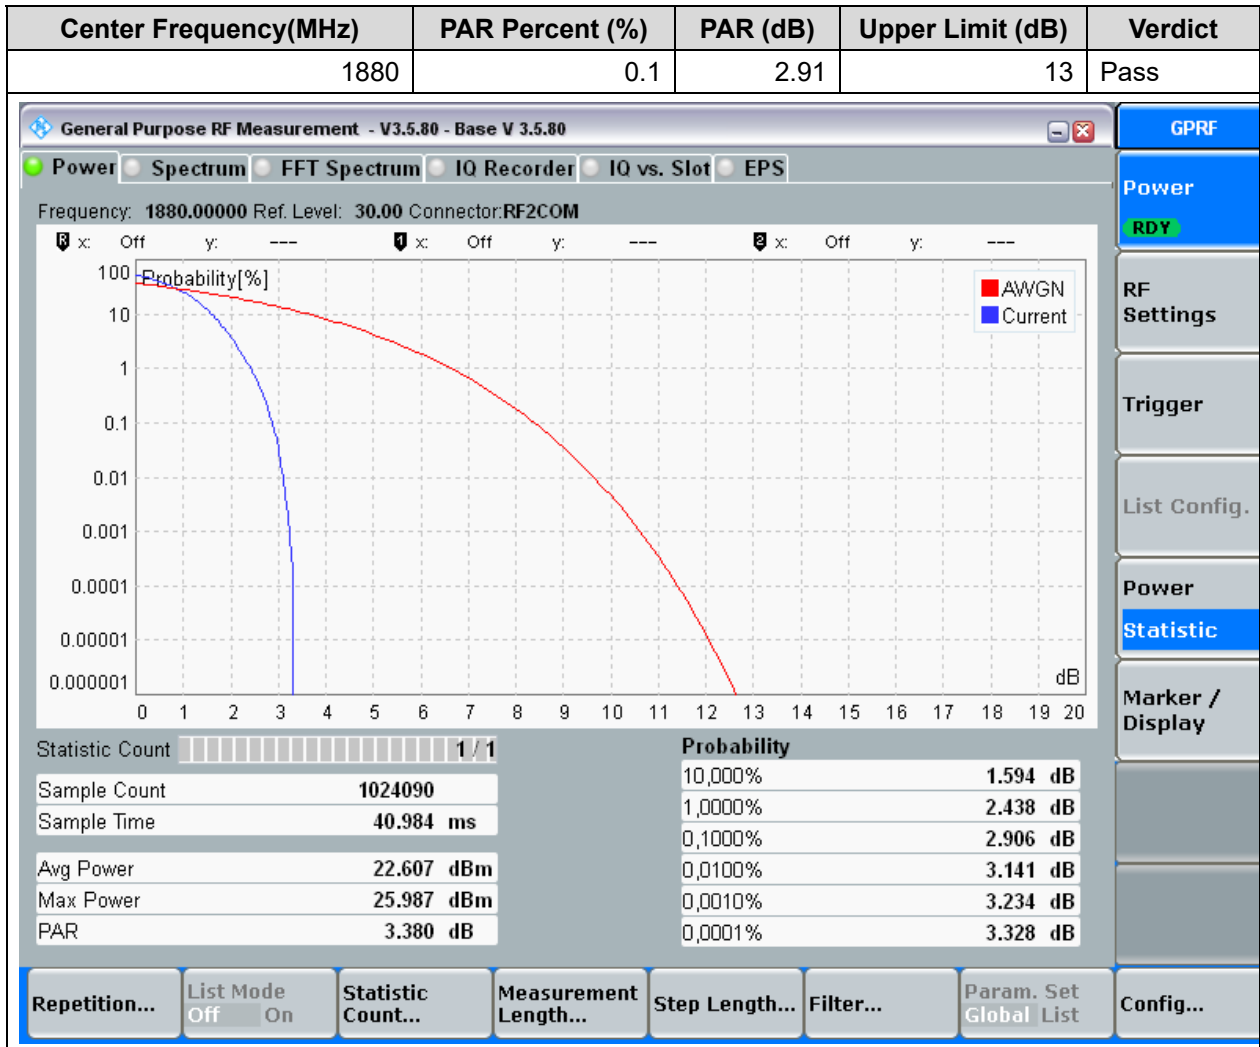 Center Frequency(MHz) PAR Percent (%) PAR (dB) Upper Limit (dB) Verdict
1880 0.1 2.91 13 Pass
General Purpose RF Measurement - V3.5.80 - Base V 3.5.80
GPRF
Power Spectrum FFT Spectrum IQ Recorder IQ vs. Slot EPS
Power
RDY
Frequency: 1880.00000 Ref. Level: 30.00 Connector:RF2COM
R x: Off y: --- 1 x: Off y: --- 2 x: Off y: ---
100 Probability[%]
AWGN
Current
RF
Settings
10
1
Trigger
0.1
0.01
List Config.
0.001
0.0001
Power
Statistic
0.00001
0.000001
dB
Marker /
Display
0 1 2 3 4 5 6 7 8 9 10 11 12 13 14 15 16 17 18 19 20
Statistic Count 1 / 1
Probability
Sample Count 1024090
Sample Time 40.984 ms
Avg Power 22.607 dBm
Max Power 25.987 dBm
PAR 3.380 dB
10,000% 1.594 dB
1,0000% 2.438 dB
0,1000% 2.906 dB
0,0100% 3.141 dB
0,0010% 3.234 dB
0,0001% 3.328 dB
Repetition...
List Mode
Off On
Statistic
Count...
Measurement
Length...
Step Length...
Filter...
Param. Set
Global List
Config...